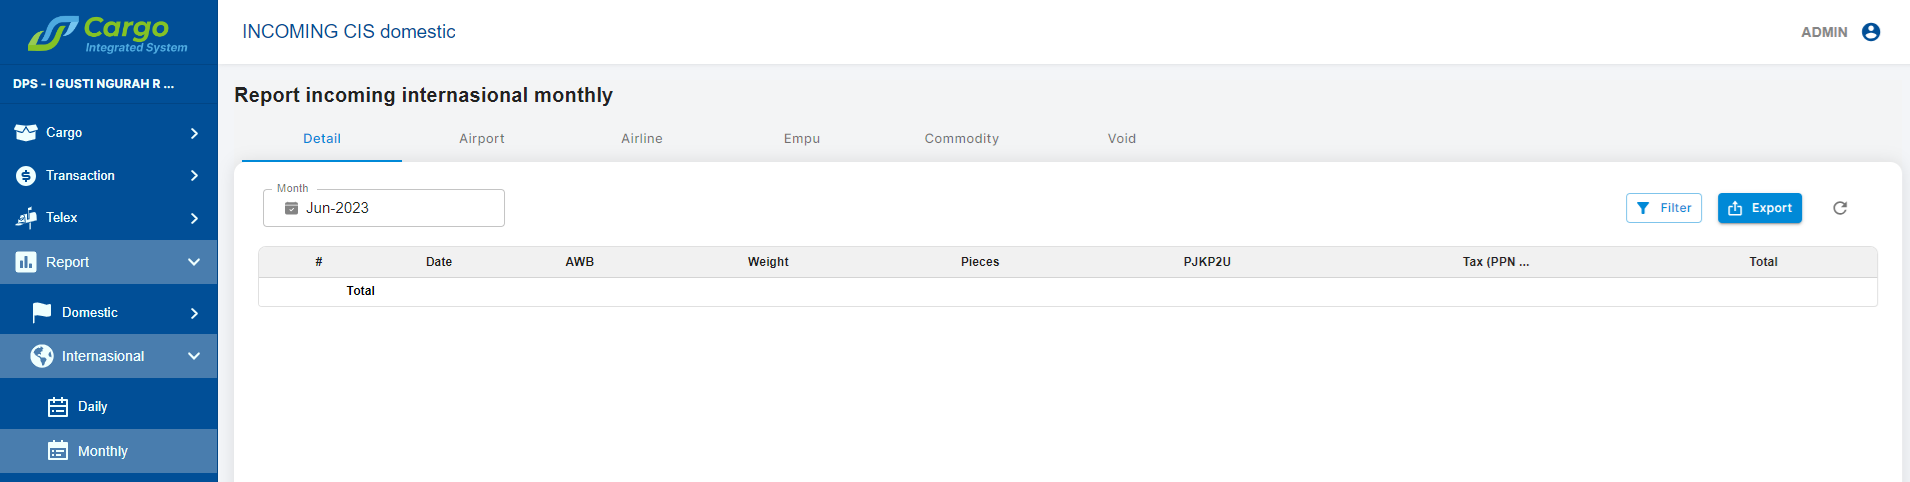 Cargo
Integrated System
INCOMING CIS domestic
ADMIN
DPS - I GUSTI NGURAH R ...
Cargo
Transaction
Telex
Report
Domestic
Internasional
Daily
Monthly
Report incoming internasional monthly
Detail Airport Airline Empu Commodity Void
Month
Jun-2023
Filter Export
# Date AWB Weight Pieces PJKP2U Tax (PPN ... Total
Total